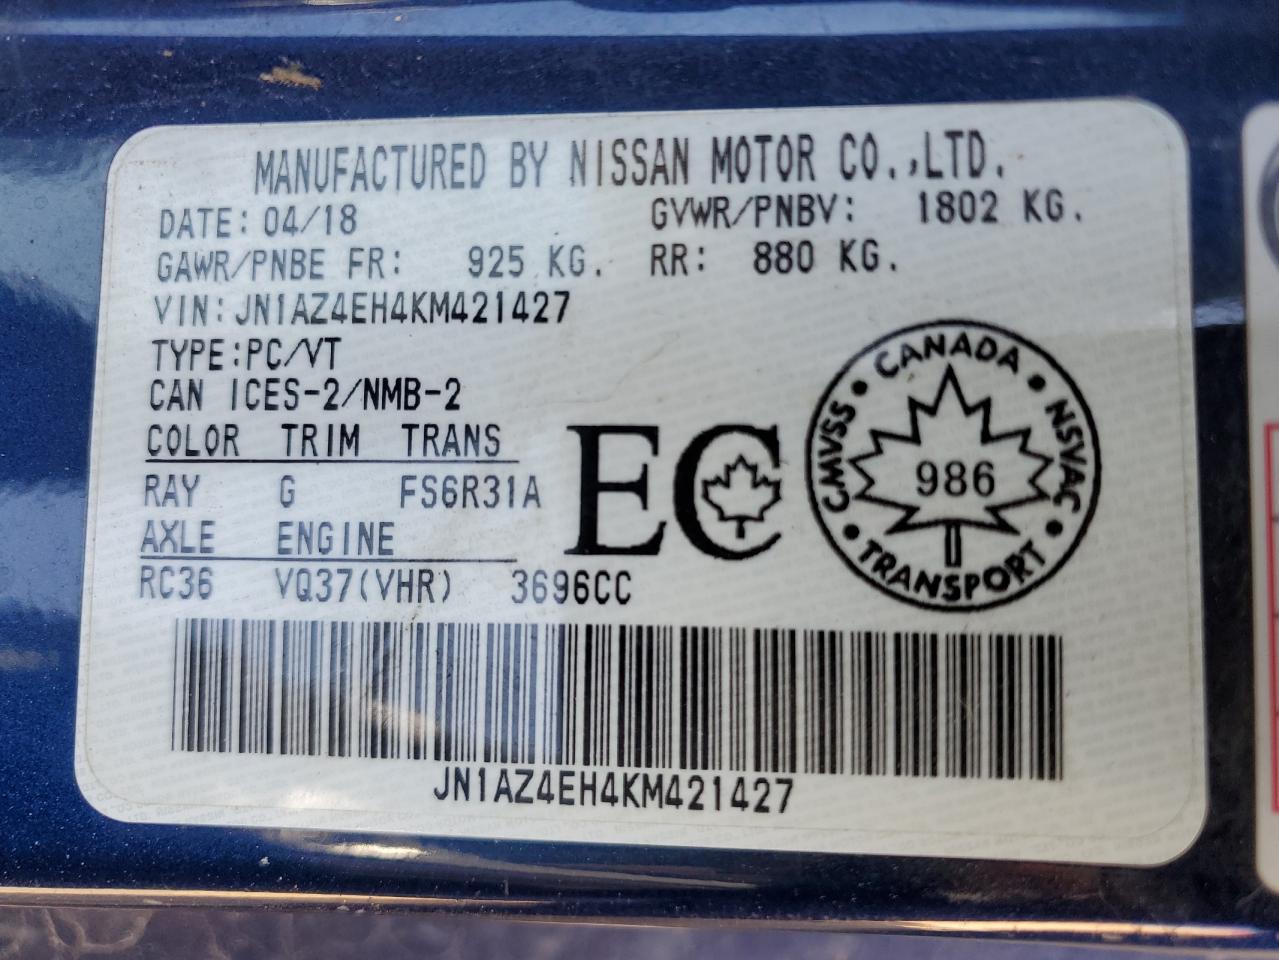 MANUFACTURED BY NISSAN MOTOR CO.,LTD.
DATE: 04/18 GVWR/PNBV: 1802 KG.
GAWR/PNBE FR: 925 KG. RR: 880 KG.
VIN:JN1AZ4EH4KM421427
TYPE:PC/VT
CAN ICES-2/NMB-2
COLOR TRIM TRANS
RAY G FS6R31A
AXLE ENGINE
RC36 VQ37(VHR) 3696CC
EC
CANADA • NSVAC • TRANSPORT • CMVSS •
986
JN1AZ4EH4KM421427